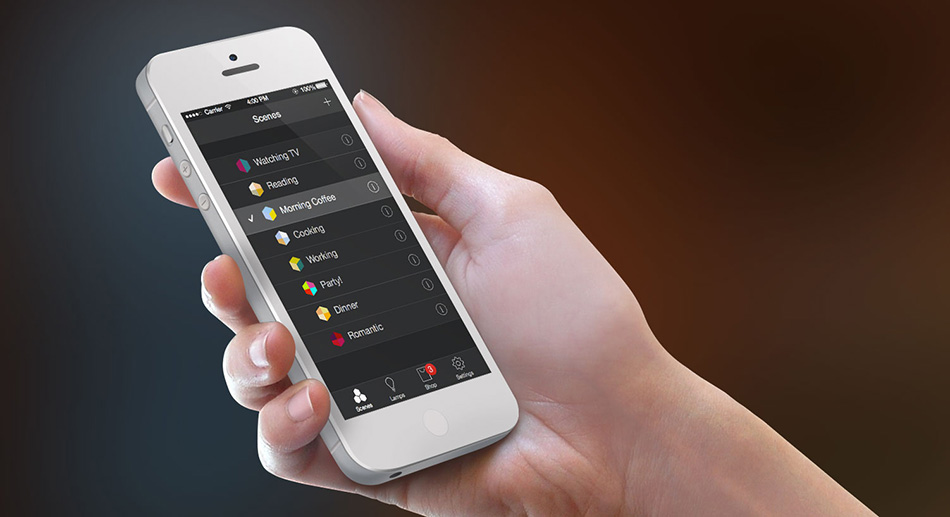 Carrier 4:00 PM 100%
Scenes +
Watching TV
Reading
Morning Coffee
Cooking
Working
Party!
Dinner
Romantic
3
Scenes Lamps Shop Settings